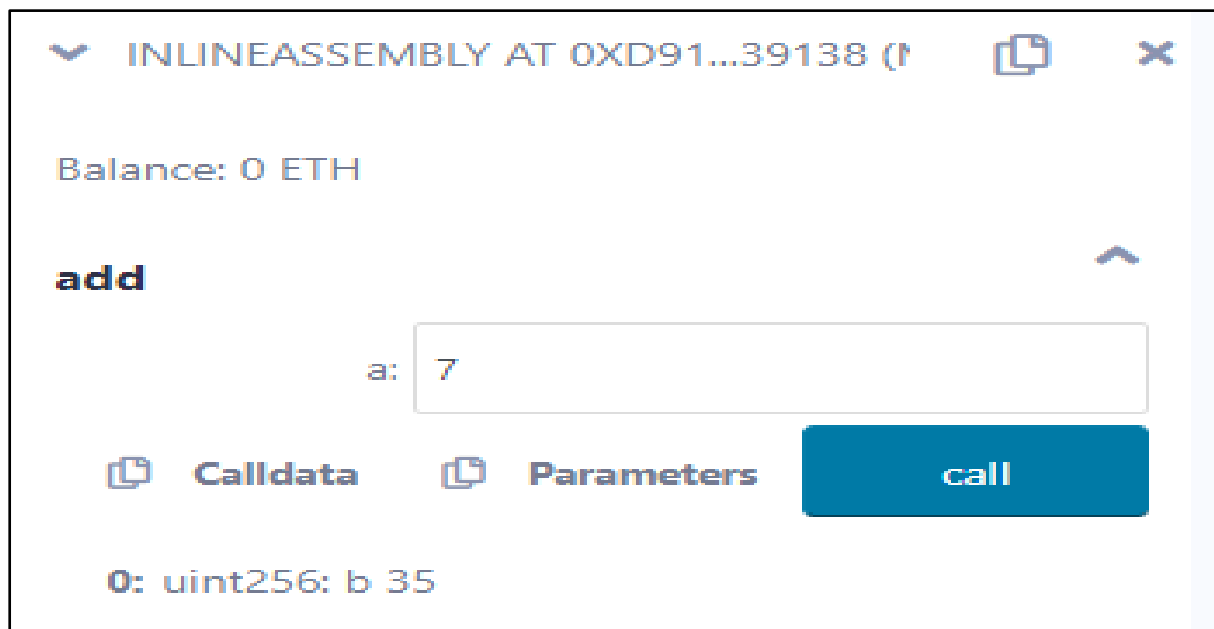 INLINEASSEMBLY AT 0XD91...39138 (
Balance: 0 ETH
add
a: 7
Calldata Parameters call
0: uint256: b 35